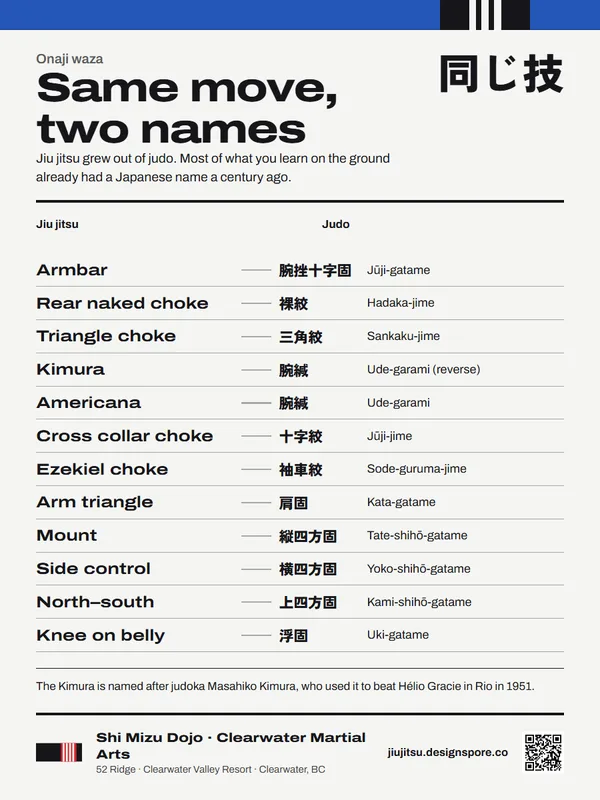 Onaji waza
同じ技
Same move,
two names
Jiu jitsu grew out of judo. Most of what you learn on the ground
already had a Japanese name a century ago.
Jiu jitsu Judo
Armbar 腕挫十字固 Jūji-gatame
Rear naked choke 裸絞 Hadaka-jime
Triangle choke 三角絞 Sankaku-jime
Kimura 腕緘 Ude-garami (reverse)
Americana 腕緘 Ude-garami
Cross collar choke 十字絞 Jūji-jime
Ezekiel choke 袖車絞 Sode-guruma-jime
Arm triangle 肩固 Kata-gatame
Mount 縦四方固 Tate-shihō-gatame
Side control 横四方固 Yoko-shihō-gatame
North–south 上四方固 Kami-shihō-gatame
Knee on belly 浮固 Uki-gatame
The Kimura is named after judoka Masahiko Kimura, who used it to beat Hélio Gracie in Rio in 1951.
Shi Mizu Dojo · Clearwater Martial
Arts
52 Ridge · Clearwater Valley Resort · Clearwater, BC
jiujitsu.designspore.co